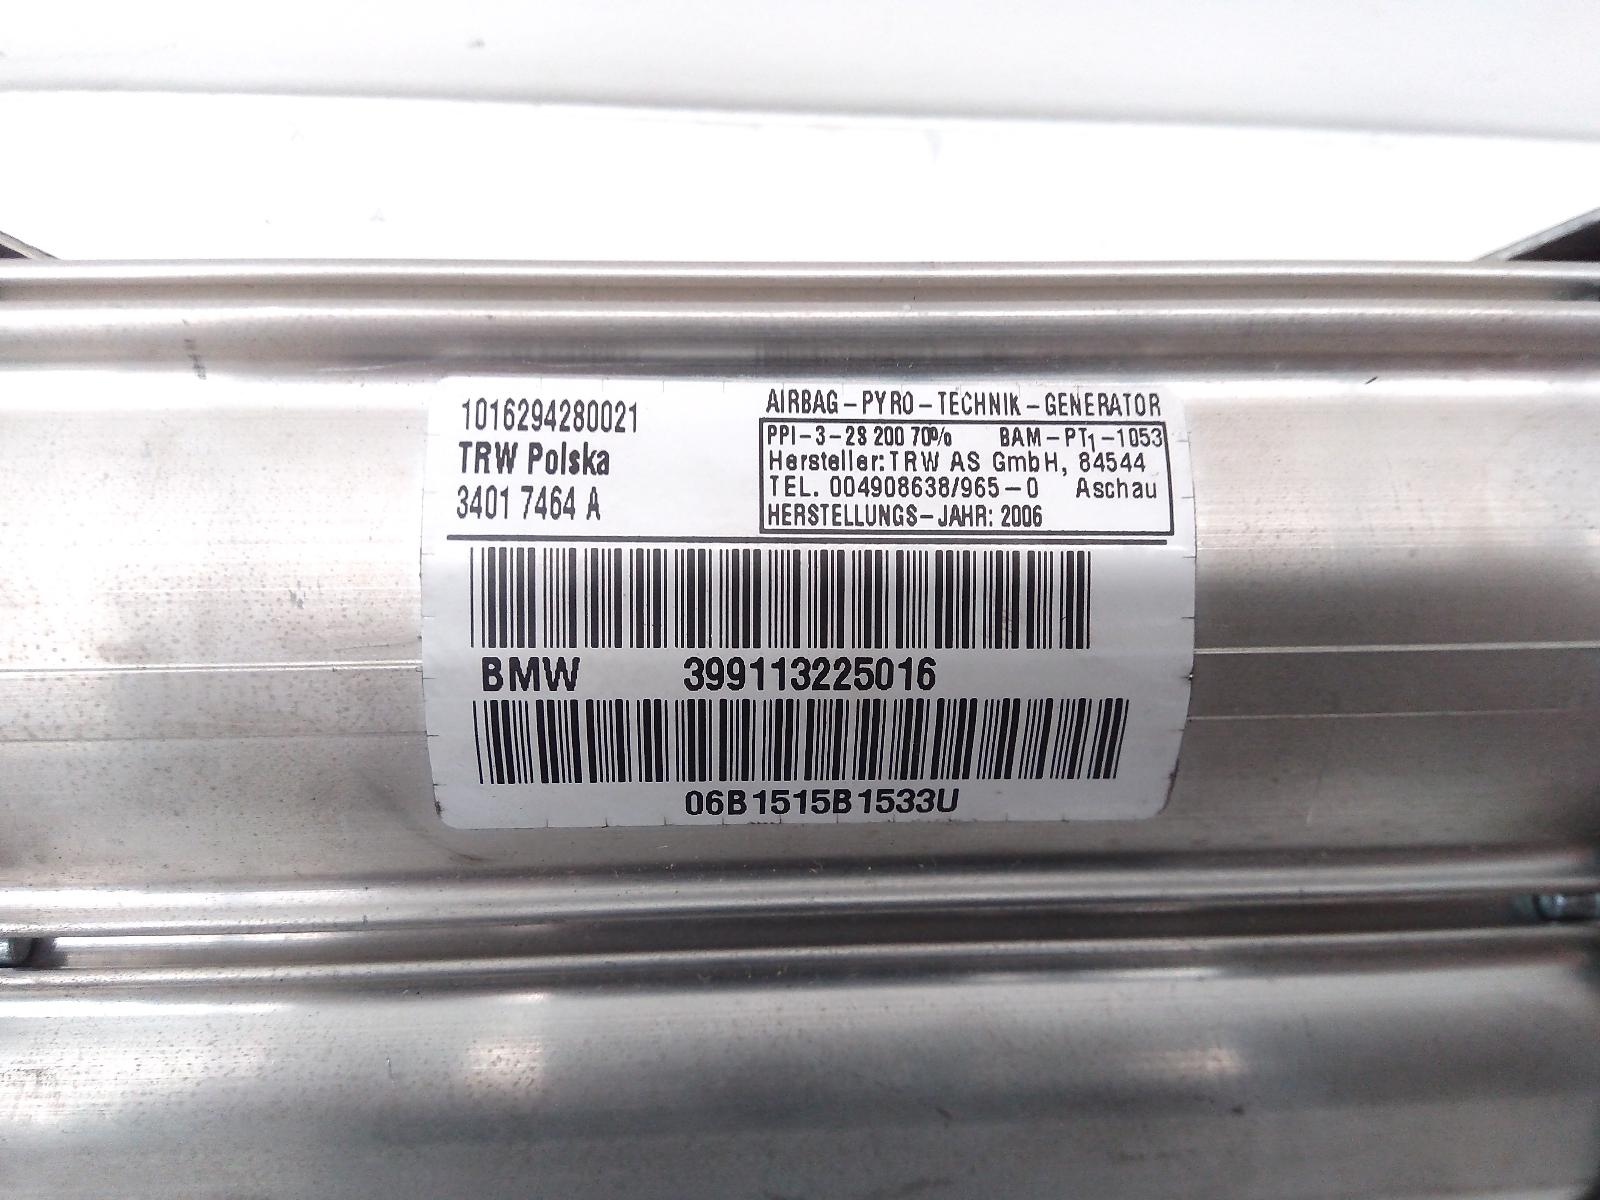 1016294280021
TRW Polska
3401 7464 A
AIRBAG-PYRO-TECHNIK-GENERATOR
PPI-3-28 200 70% BAM-PT1-1053
Hersteller: TRW AS GmbH, 84544
TEL. 004908638/965-0 Aschau
HERSTELLUNGS-JAHR: 2006
BMW 399113225016
06B1515B1533U